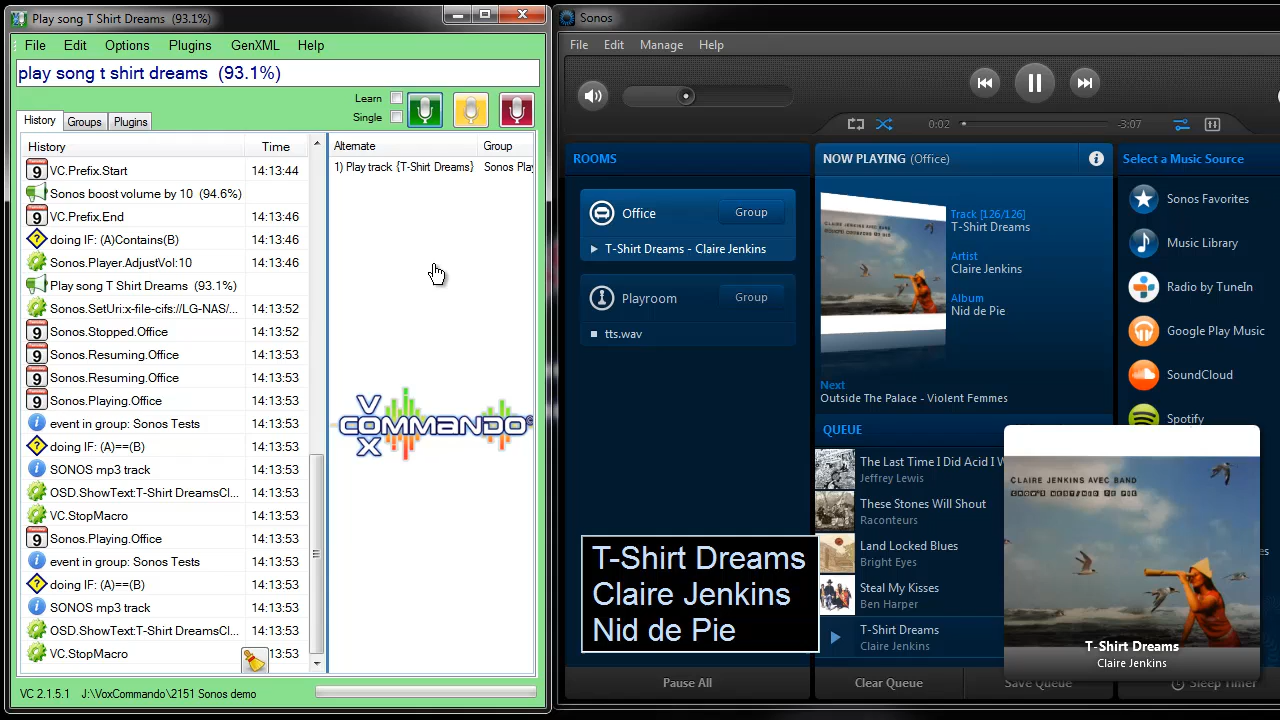 Play song T Shirt Dreams  (93.1%)
File Edit Options Plugins GenXML Help
play song t shirt dreams  (93.1%)
Learn
Single
History Groups Plugins
History Time
9 VC.Prefix.Start 14:13:44
Sonos boost volume by 10  (94.6%)
9 VC.Prefix.End 14:13:46
? doing IF: (A)Contains(B) 14:13:46
Sonos.Player.AdjustVol:10 14:13:46
Play song T Shirt Dreams  (93.1%)
Sonos.SetUri:x-file-cifs://LG-NAS/... 14:13:52
9 Sonos.Stopped.Office 14:13:52
9 Sonos.Resuming.Office 14:13:53
9 Sonos.Resuming.Office 14:13:53
9 Sonos.Playing.Office 14:13:53
i event in group: Sonos Tests 14:13:53
? doing IF: (A)==(B) 14:13:53
i SONOS mp3 track 14:13:53
OSD.ShowText:T-Shirt DreamsCl... 14:13:53
VC.StopMacro 14:13:53
9 Sonos.Playing.Office 14:13:53
i event in group: Sonos Tests 14:13:53
? doing IF: (A)==(B) 14:13:53
i SONOS mp3 track 14:13:53
OSD.ShowText:T-Shirt DreamsCl... 14:13:53
VC.StopMacro :13:53
VC 2.1.5.1 J:\VoxCommando\2151 Sonos demo
Alternate Group
1) Play track {T-Shirt Dreams} Sonos Play
VOX COMMANDO
Sonos
File Edit Manage Help
0:02 -3:07
ROOMS
Office Group
T-Shirt Dreams - Claire Jenkins
Playroom Group
tts.wav
T-Shirt Dreams
Claire Jenkins
Nid de Pie
Pause All
NOW PLAYING (Office)
Track [126/126]
T-Shirt Dreams
Artist
Claire Jenkins
Album
Nid de Pie
Next
Outside The Palace - Violent Femmes
QUEUE
The Last Time I Did Acid I W
Jeffrey Lewis
These Stones Will Shout
Raconteurs
Land Locked Blues
Bright Eyes
Steal My Kisses
Ben Harper
T-Shirt Dreams
Claire Jenkins
Clear Queue Save Queue
Select a Music Source
Sonos Favorites
Music Library
Radio by TuneIn
Google Play Music
SoundCloud
Spotify
CLAIRE JENKINS AVEC BAND
T-Shirt Dreams
Claire Jenkins
Sleep Timer